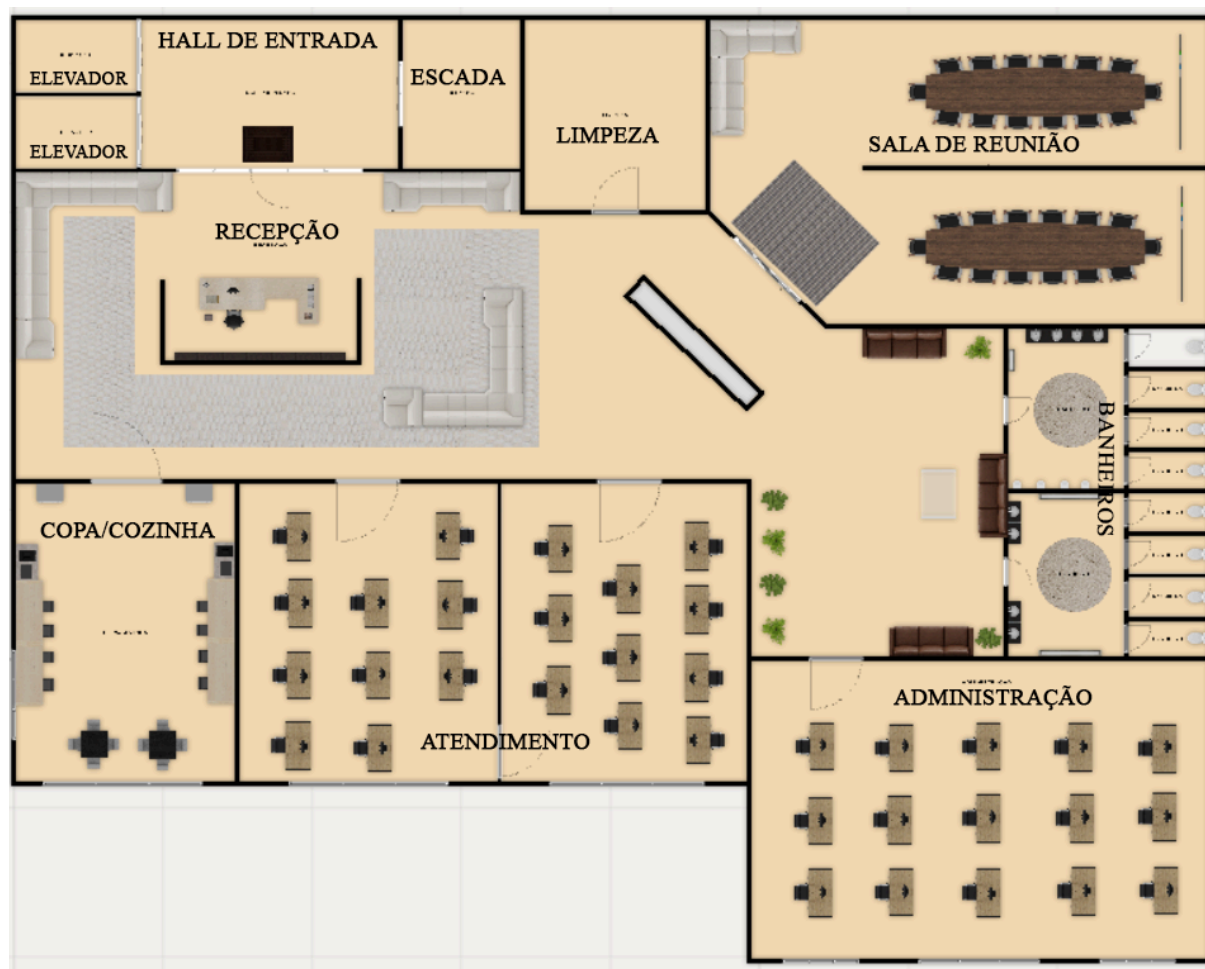 HALL DE ENTRADA
ELEVADOR
ESCADA
ELEVADOR
LIMPEZA
SALA DE REUNIÃO
RECEPÇÃO
BANHEIROS
COPA/COZINHA
ATENDIMENTO
ADMINISTRAÇÃO